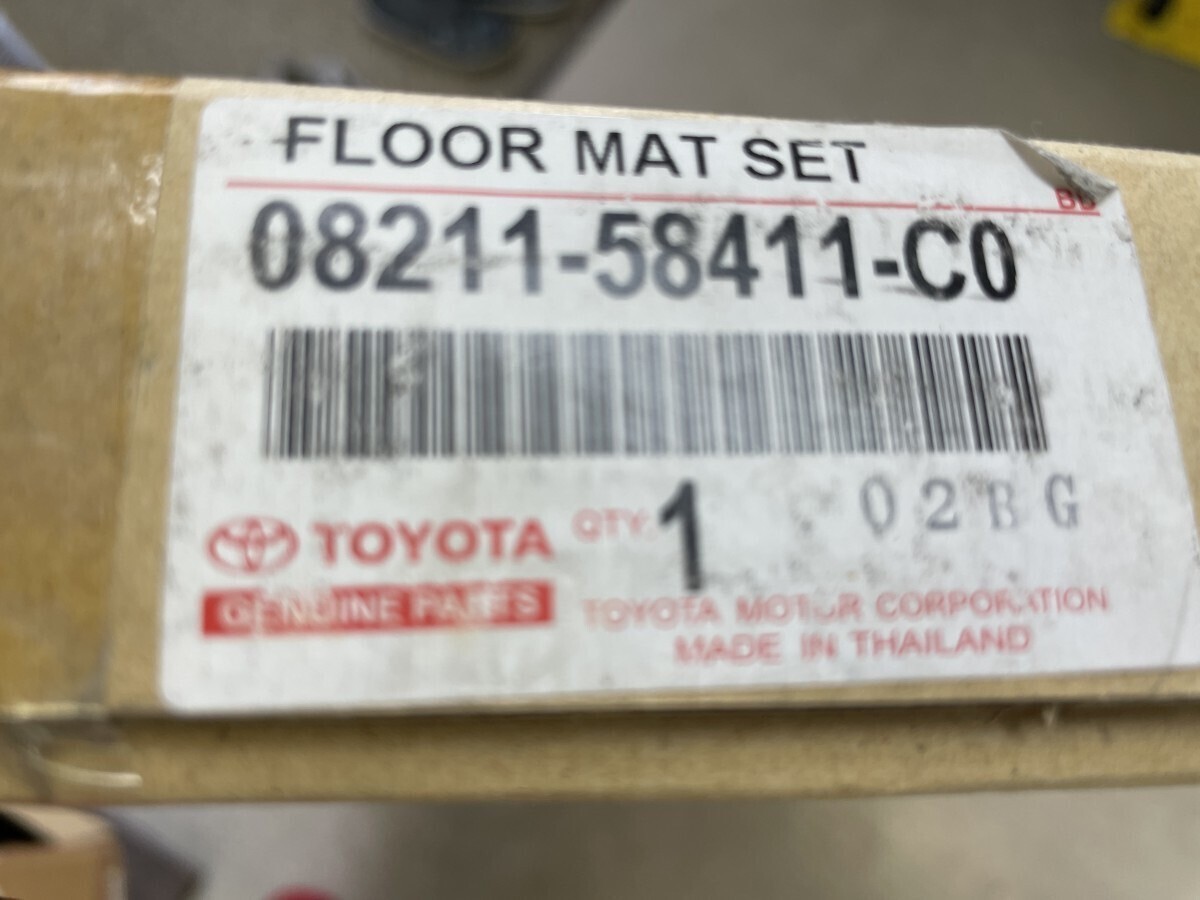 FLOOR MAT SET
08211-58411-C0
QTY. 1 02BG
TOYOTA
GENUINE PARTS
TOYOTA MOTOR CORPORATION
MADE IN THAILAND